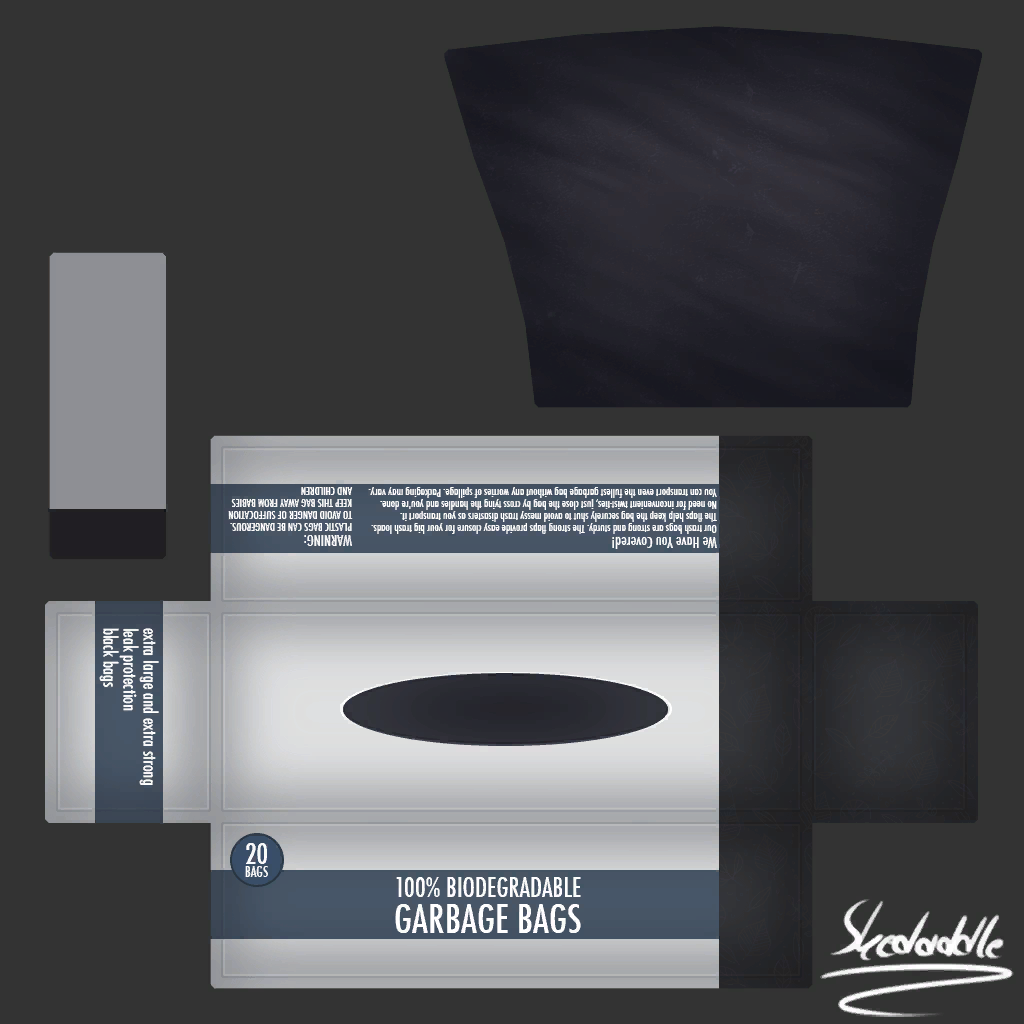 We Have You Covered!
Our trash bags are strong and sturdy. The strong flaps provide easy closure for your big trash loads.
The flaps help keep the bag securely shut to avoid messy trash disasters as you transport it.
No need for inconvenient twist-ties, just close the bag by cross tying the handles and you're done.
You can transport even the fullest garbage bag without any worries of spillage. Packaging may vary.
WARNING:
PLASTIC BAGS CAN BE DANGEROUS.
TO AVOID DANGER OF SUFFOCATION
KEEP THIS BAG AWAY FROM BABIES
AND CHILDREN
extra large and extra strong
leak protection
black bags
20
BAGS
100% BIODEGRADABLE
GARBAGE BAGS
Skedaddle